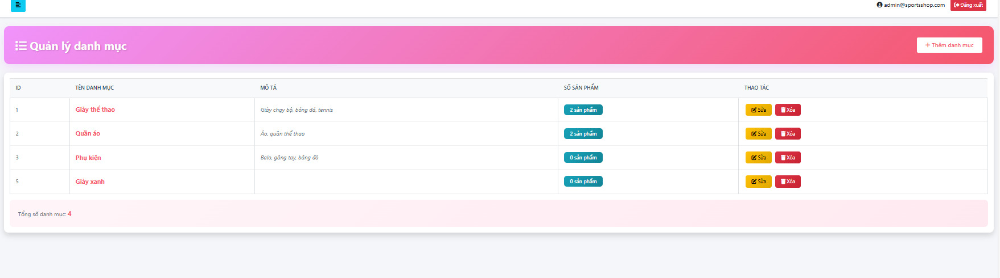 admin@sportsshop.com Đăng xuất
Quản lý danh mục
+ Thêm danh mục
ID TÊN DANH MỤC MÔ TẢ SỐ SẢN PHẨM THAO TÁC
1 Giày thể thao Giày chạy bộ, bóng đá, tennis 2 sản phẩm Sửa Xóa
2 Quần áo Áo, quần thể thao 2 sản phẩm Sửa Xóa
3 Phụ kiện Balo, găng tay, băng đô 0 sản phẩm Sửa Xóa
5 Giày xanh 0 sản phẩm Sửa Xóa
Tổng số danh mục: 4